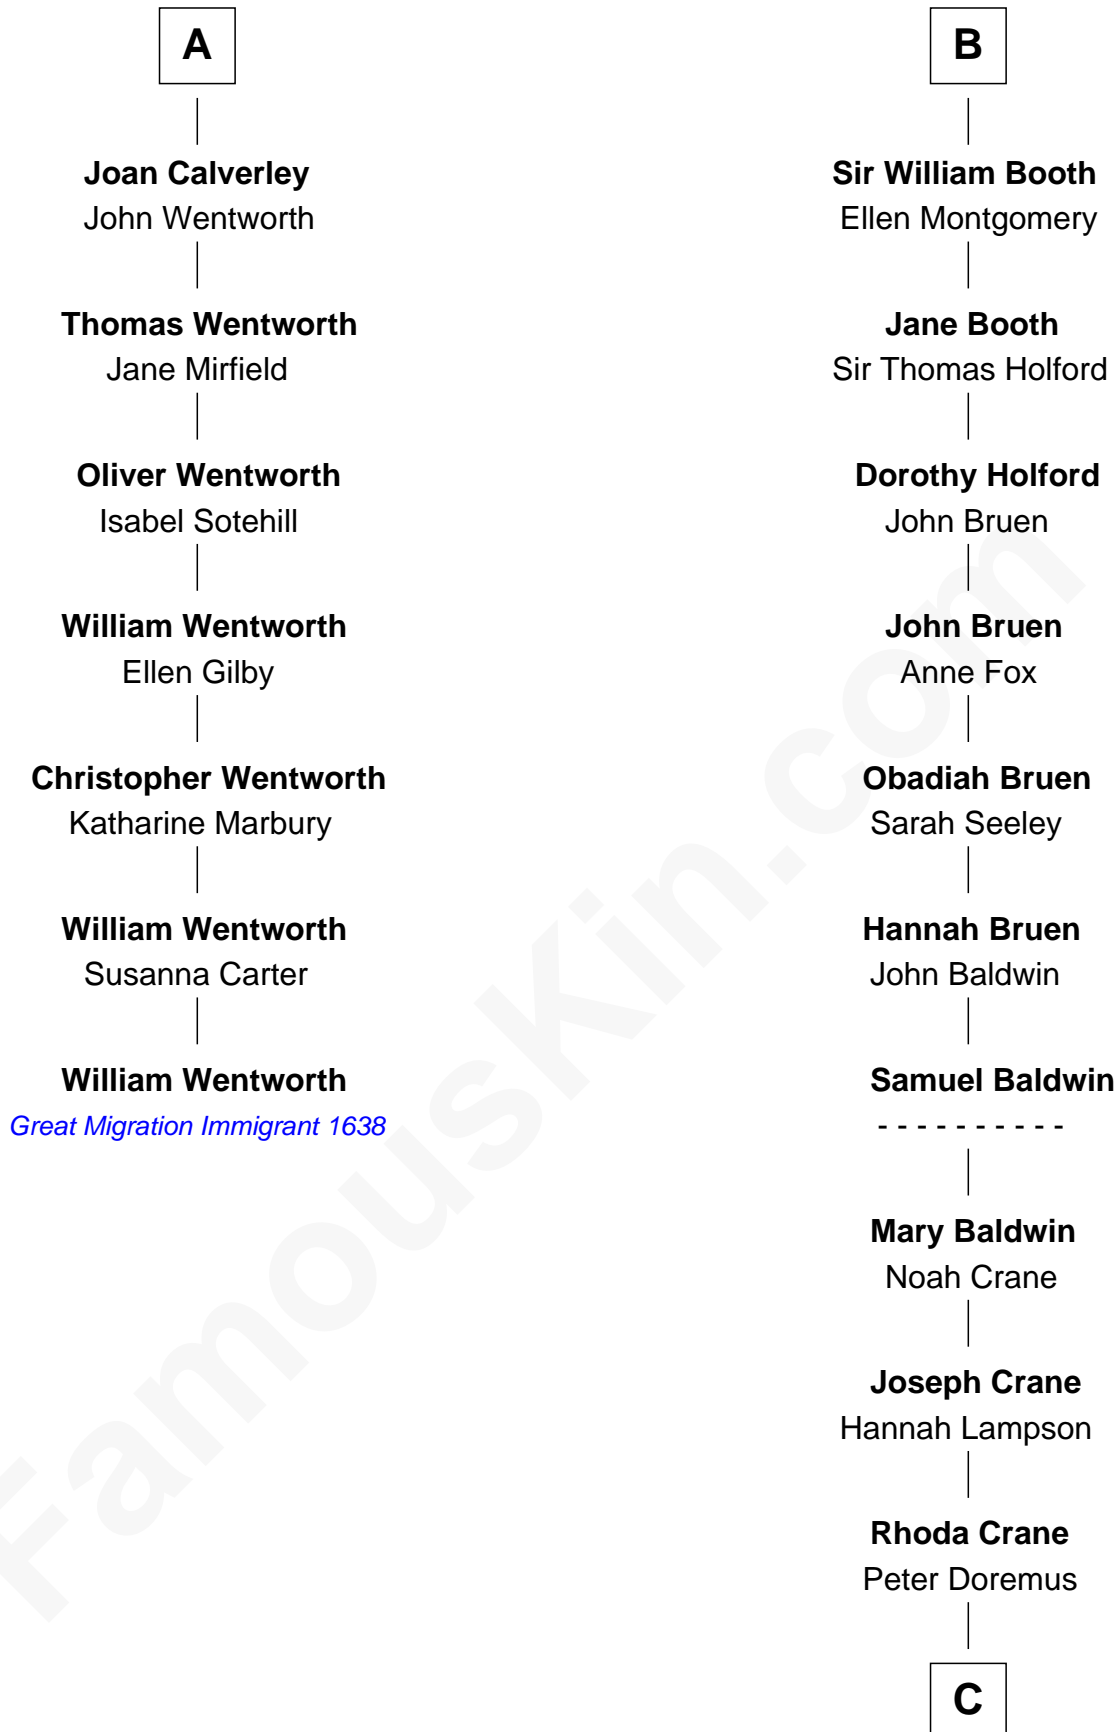 A
Joan Calverley
John Wentworth
Thomas Wentworth
Jane Mirfield
Oliver Wentworth
Isabel Sotehill
William Wentworth
Ellen Gilby
Christopher Wentworth
Katharine Marbury
William Wentworth
Susanna Carter
William Wentworth
Great Migration Immigrant 1638
B
Sir William Booth
Ellen Montgomery
Jane Booth
Sir Thomas Holford
Dorothy Holford
John Bruen
John Bruen
Anne Fox
Obadiah Bruen
Sarah Seeley
Hannah Bruen
John Baldwin
Samuel Baldwin
- - - - - - - - - -
Mary Baldwin
Noah Crane
Joseph Crane
Hannah Lampson
Rhoda Crane
Peter Doremus
C
FamousKin.com